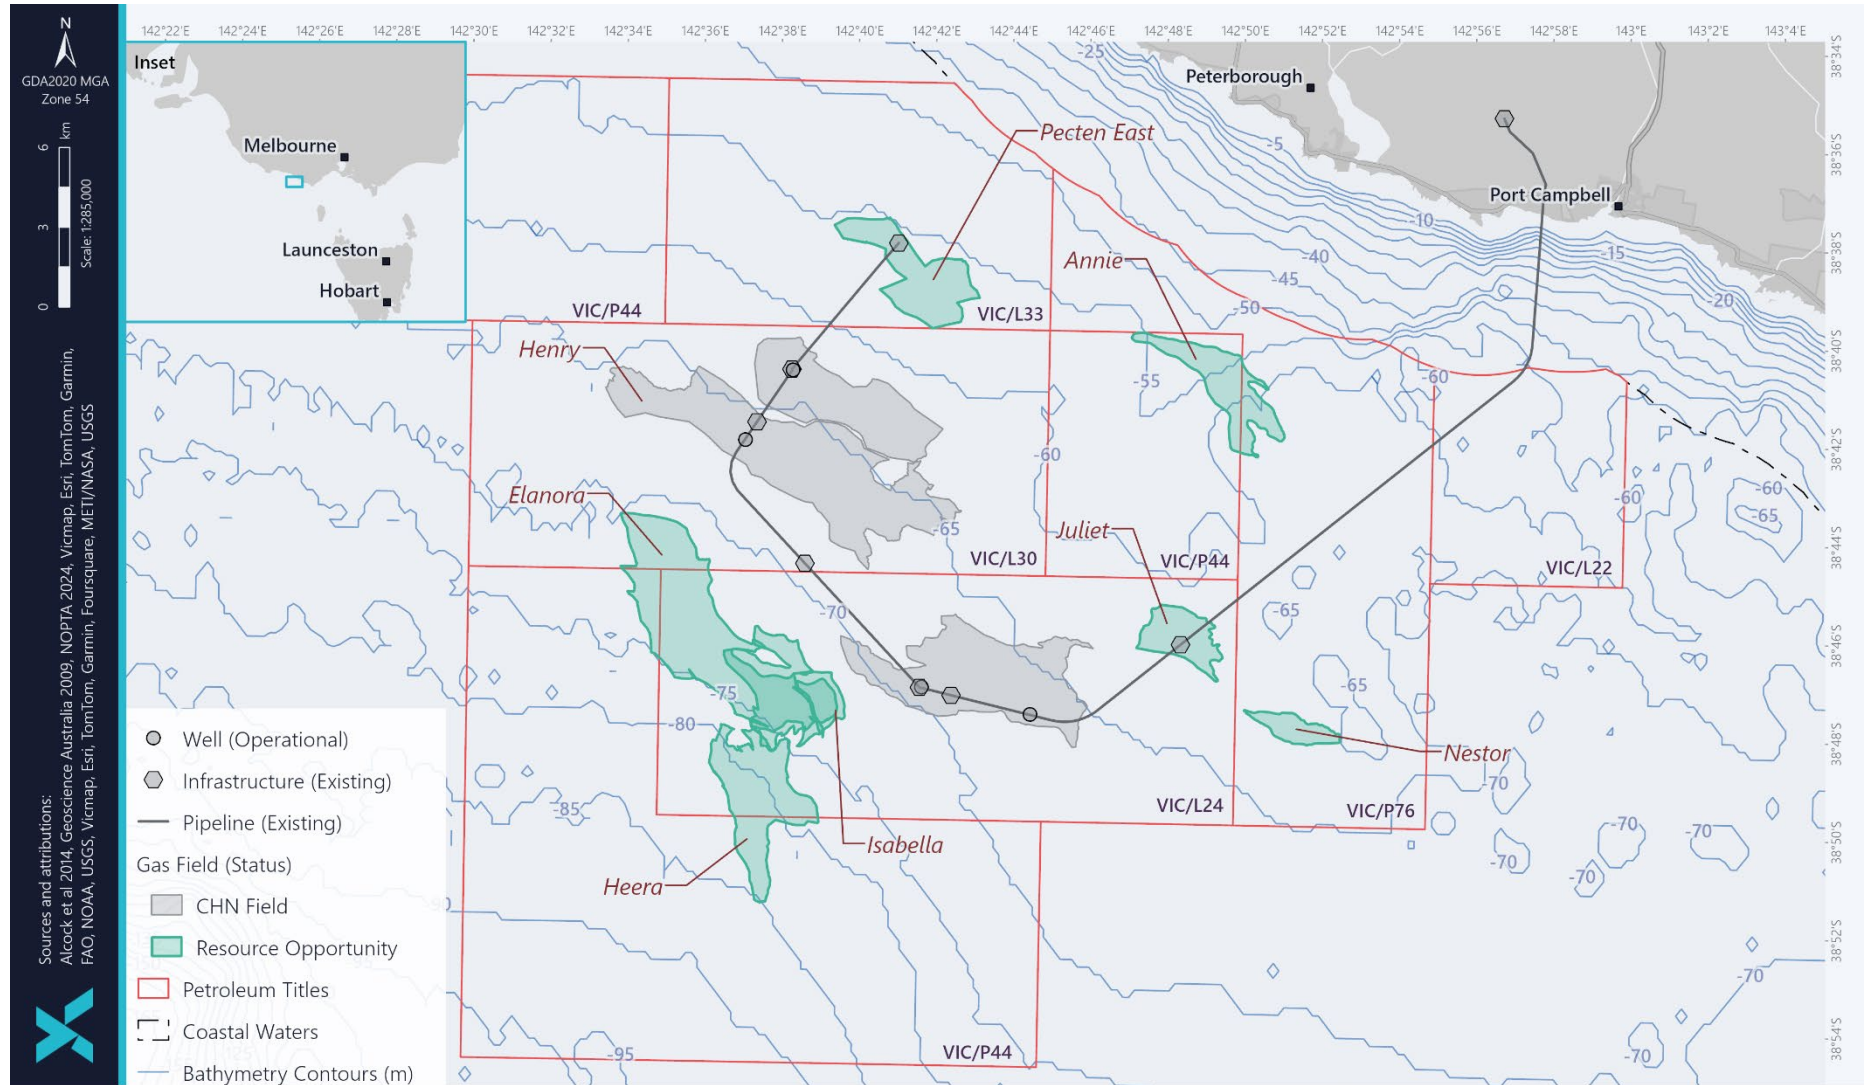 N
GDA2020 MGA
Zone 54
0 3 6 km
Scale: 1:285,000
Sources and attributions:
Alcock et al 2014, Geoscience Australia 2009, NOPTA 2024, Vicmap, Esri, TomTom, Garmin,
FAO, NOAA, USGS, Vicmap, Esri, TomTom, Garmin, Foursquare, METI/NASA, USGS
142°22'E 142°24'E 142°26'E 142°28'E 142°30'E 142°32'E 142°34'E 142°36'E 142°38'E 142°40'E 142°42'E 142°44'E 142°46'E 142°48'E 142°50'E 142°52'E 142°54'E 142°56'E 142°58'E 143°E 143°2'E 143°4'E
38°34'S
38°36'S
38°38'S
38°40'S
38°42'S
38°44'S
38°46'S
38°48'S
38°50'S
38°52'S
38°54'S
Inset
Melbourne
Launceston
Hobart
-25
Peterborough
Pecten East
-5
Port Campbell
-10
-15
-40
Annie
-45
-20
-50
VIC/P44
VIC/L33
Henry
-55
-60
-60
Elanora
-60
-60
-65
-65
Juliet
VIC/L30
VIC/P44
VIC/L22
-70
-65
-75
-65
-80
Nestor
-70
-85
VIC/L24
VIC/P76
-70
-70
Isabella
-70
Heera
-70
-70
-95
VIC/P44
-70
Well (Operational)
Infrastructure (Existing)
Pipeline (Existing)
Gas Field (Status)
CHN Field
Resource Opportunity
Petroleum Titles
Coastal Waters
Bathymetry Contours (m)